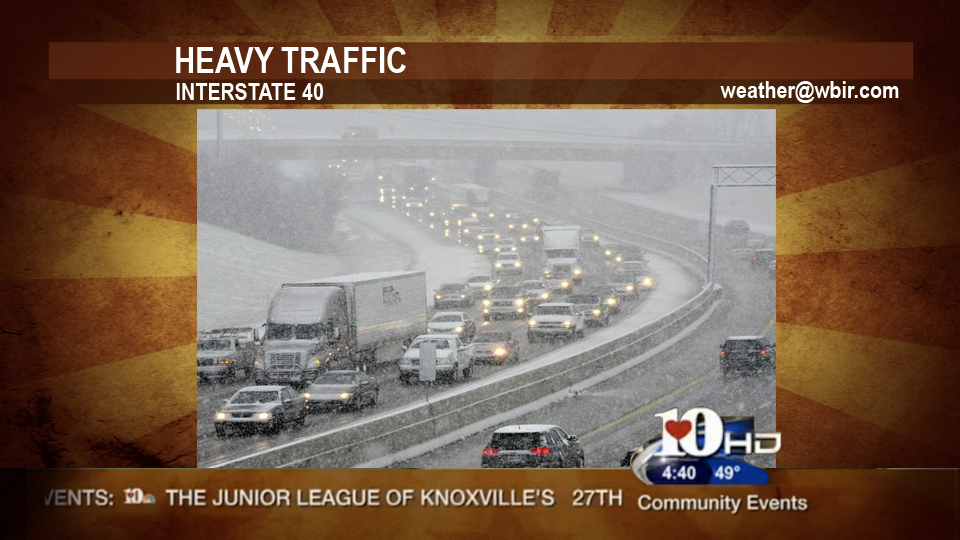 HEAVY TRAFFIC
INTERSTATE 40
weather@wbir.com
10 HD
4:40 49°
VENTS: 10 THE JUNIOR LEAGUE OF KNOXVILLE'S 27TH
Community Events